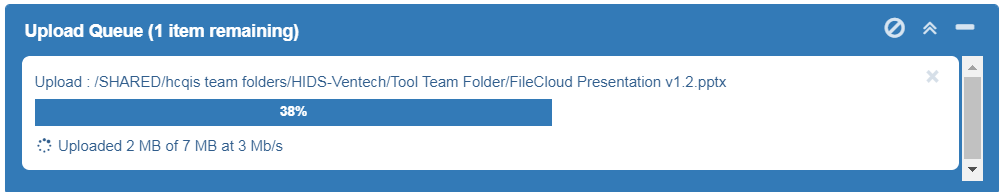 Upload Queue (1 item remaining)
Upload : /SHARED/hcqis team folders/HIDS-Ventech/Tool Team Folder/FileCloud Presentation v1.2.pptx
38%
Uploaded 2 MB of 7 MB at 3 Mb/s